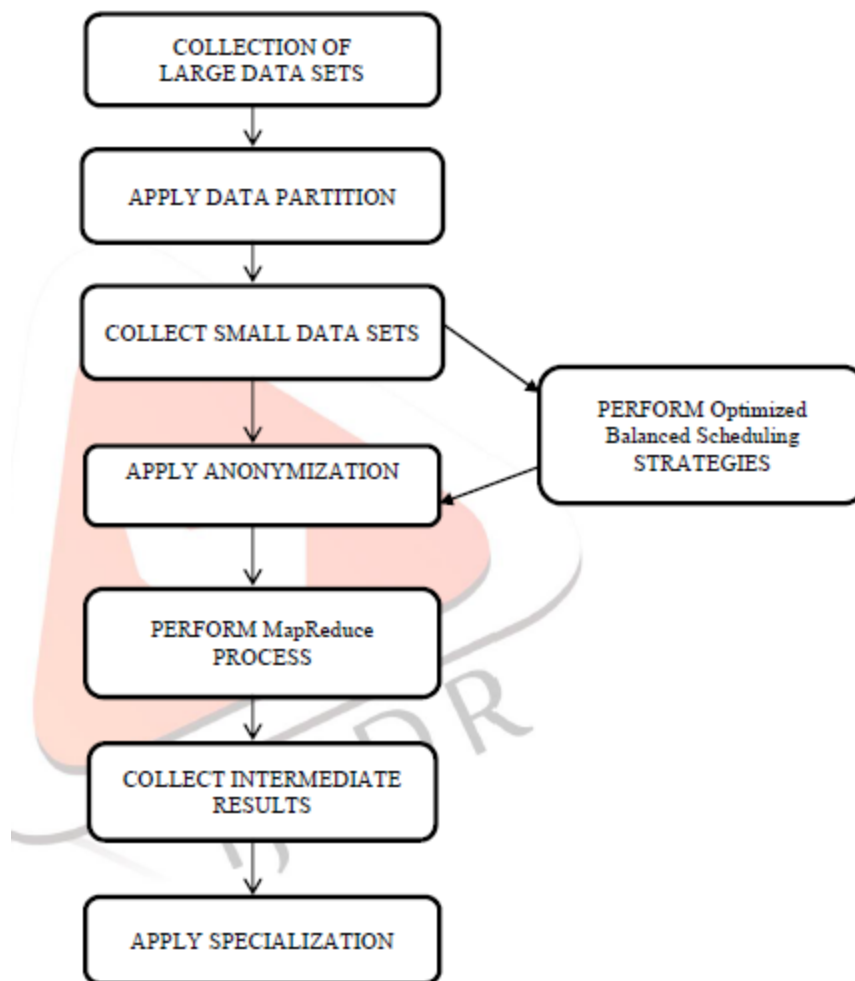 COLLECTION OF
LARGE DATA SETS
APPLY DATA PARTITION
COLLECT SMALL DATA SETS
PERFORM Optimized
Balanced Scheduling
STRATEGIES
APPLY ANONYMIZATION
PERFORM MapReduce
PROCESS
COLLECT INTERMEDIATE
RESULTS
APPLY SPECIALIZATION